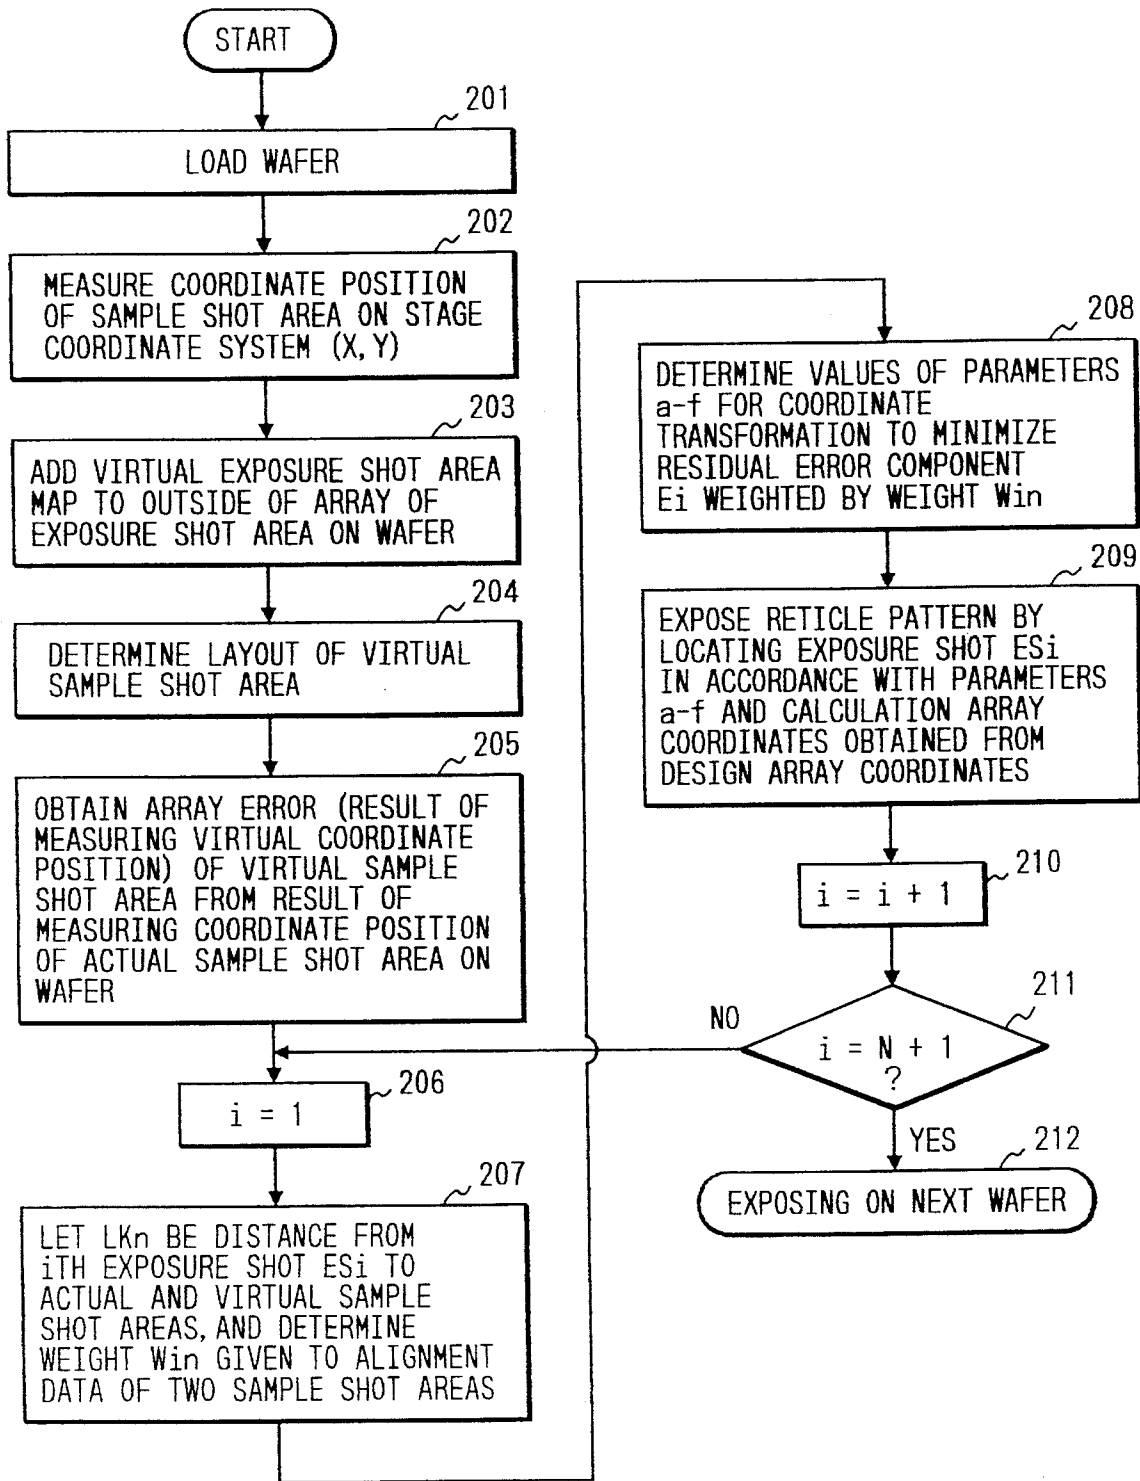 START
201
LOAD WAFER
202
MEASURE COORDINATE POSITION
OF SAMPLE SHOT AREA ON STAGE
COORDINATE SYSTEM (X, Y)
203
ADD VIRTUAL EXPOSURE SHOT AREA
MAP TO OUTSIDE OF ARRAY OF
EXPOSURE SHOT AREA ON WAFER
204
DETERMINE LAYOUT OF VIRTUAL
SAMPLE SHOT AREA
205
OBTAIN ARRAY ERROR (RESULT OF
MEASURING VIRTUAL COORDINATE
POSITION) OF VIRTUAL SAMPLE
SHOT AREA FROM RESULT OF
MEASURING COORDINATE POSITION
OF ACTUAL SAMPLE SHOT AREA ON
WAFER
206
i = 1
207
LET LKn BE DISTANCE FROM
iTH EXPOSURE SHOT ESi TO
ACTUAL AND VIRTUAL SAMPLE
SHOT AREAS, AND DETERMINE
WEIGHT Win GIVEN TO ALIGNMENT
DATA OF TWO SAMPLE SHOT AREAS
208
DETERMINE VALUES OF PARAMETERS
a-f FOR COORDINATE
TRANSFORMATION TO MINIMIZE
RESIDUAL ERROR COMPONENT
Ei WEIGHTED BY WEIGHT Win
209
EXPOSE RETICLE PATTERN BY
LOCATING EXPOSURE SHOT ESi
IN ACCORDANCE WITH PARAMETERS
a-f AND CALCULATION ARRAY
COORDINATES OBTAINED FROM
DESIGN ARRAY COORDINATES
210
i = i + 1
211
NO
i = N + 1
?
YES
212
EXPOSING ON NEXT WAFER